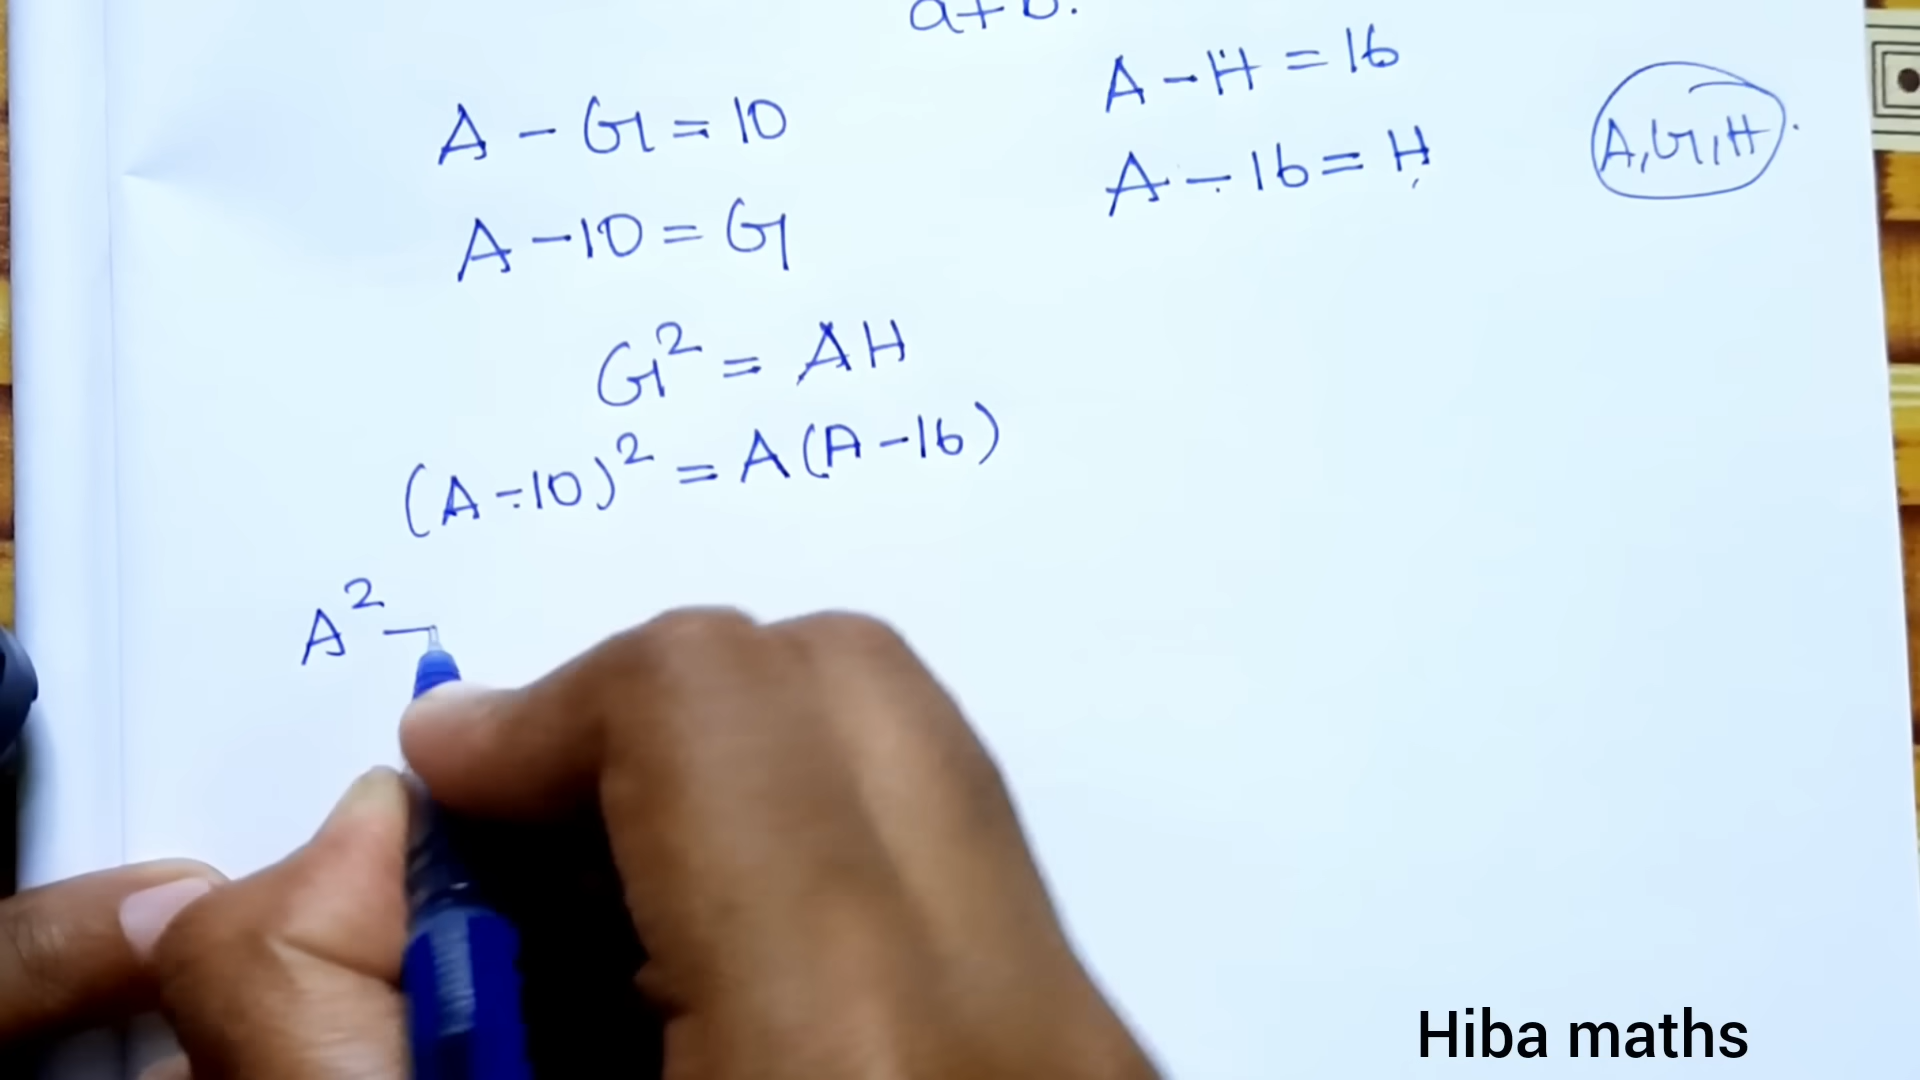 a+b.
A - G = 10
A - H = 16
A - 10 = G
A - 16 = H
A, G, H.
G² = AH
(A - 10)² = A(A - 16)
A² -
Hiba maths